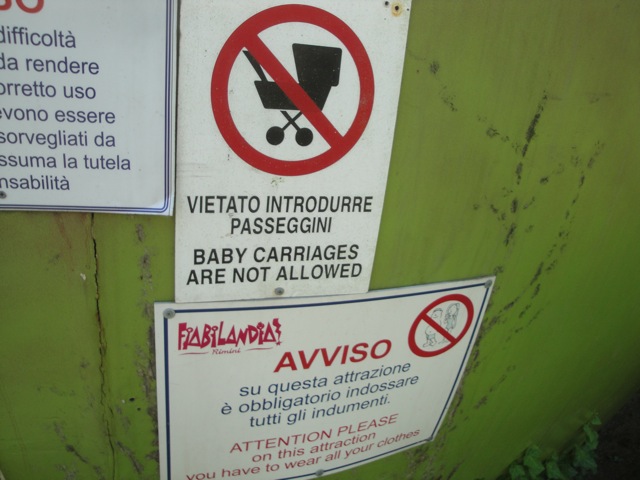 difficoltà
da rendere
orretto uso
evono essere
sorvegliati da
ssuma la tutela
nsabilità
VIETATO INTRODURRE
PASSEGGINI
BABY CARRIAGES
ARE NOT ALLOWED
FIABILANDIA!
Rimini
AVVISO
su questa attrazione
è obbligatorio indossare
tutti gli indumenti.
ATTENTION PLEASE
on this attraction
you have to wear all your clothes